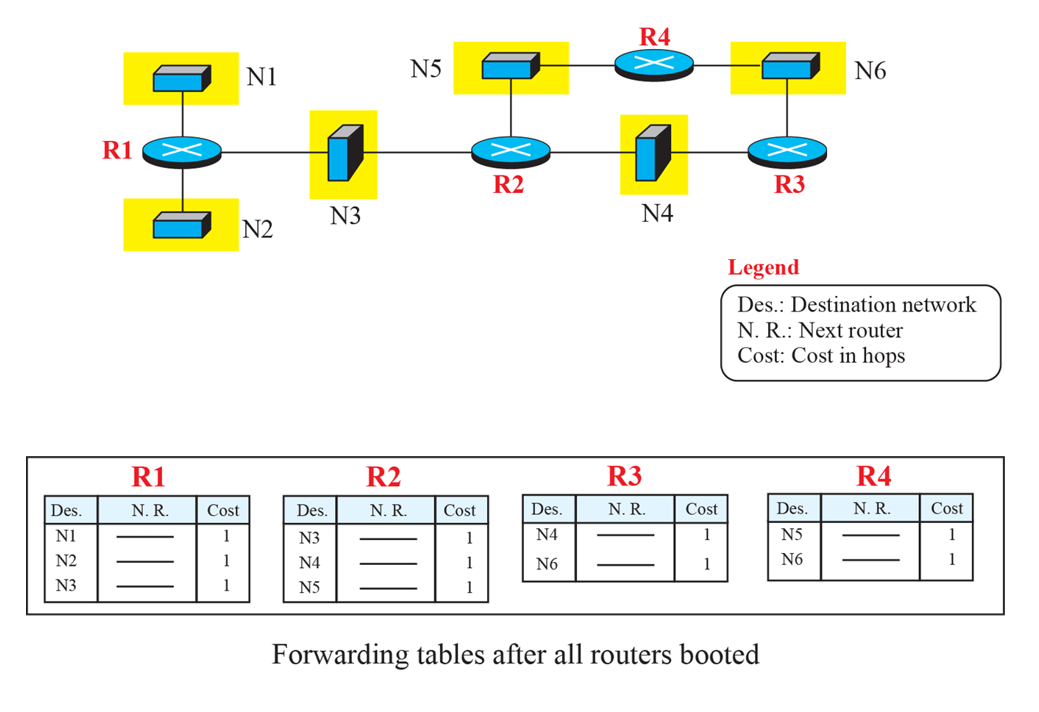 R4
N5
N6
N1
R1
R2
R3
N3
N4
N2
Legend
Des.: Destination network
N. R.: Next router
Cost: Cost in hops
R1
Des. N. R. Cost
N1 —— 1
N2 —— 1
N3 —— 1
R2
Des. N. R. Cost
N3 —— 1
N4 —— 1
N5 —— 1
R3
Des. N. R. Cost
N4 —— 1
N6 —— 1
R4
Des. N. R. Cost
N5 —— 1
N6 —— 1
Forwarding tables after all routers booted